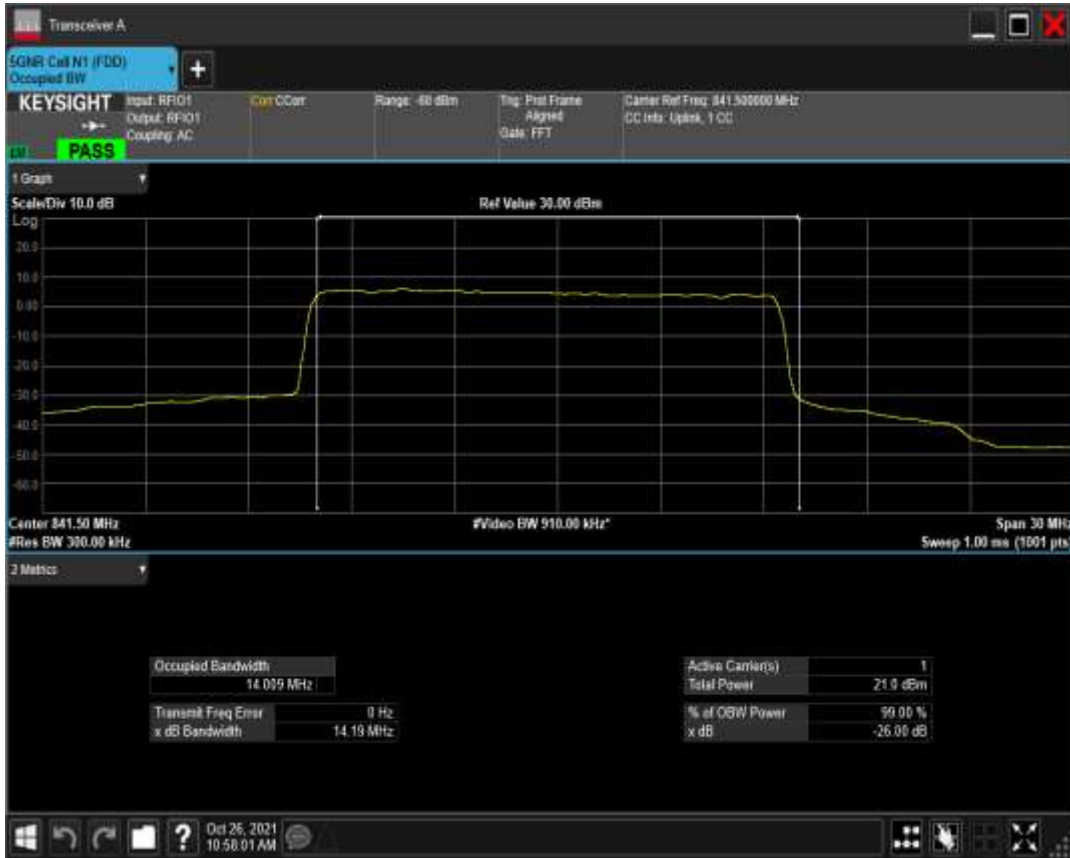 Transceiver A
5GNR Cell N1 (FDD)
Occupied BW
+
KEYSIGHT
PASS
Input: RFIO1
Output: RFIO1
Coupling: AC
Corr CCorr
Range: -60 dBm
Trig: Prot Frame
Aligned
Gate: FFT
Carrier Ref Freq: 841.500000 MHz
CC Info: Uplink, 1 CC
1 Graph
Scale/Div 10.0 dB
Ref Value 30.00 dBm
Log
20.0
10.0
0.00
-10.0
-20.0
-30.0
-40.0
-50.0
-60.0
Center 841.50 MHz
#Video BW 910.00 kHz*
Span 30 MHz
#Res BW 300.00 kHz
Sweep 1.00 ms (1001 pts)
2 Metrics
Occupied Bandwidth
14.009 MHz
Transmit Freq Error 0 Hz
x dB Bandwidth 14.19 MHz
Active Carrier(s) 1
Total Power 21.0 dBm
% of OBW Power 99.00 %
x dB -26.00 dB
?
Oct 26, 2021
10:58:01 AM